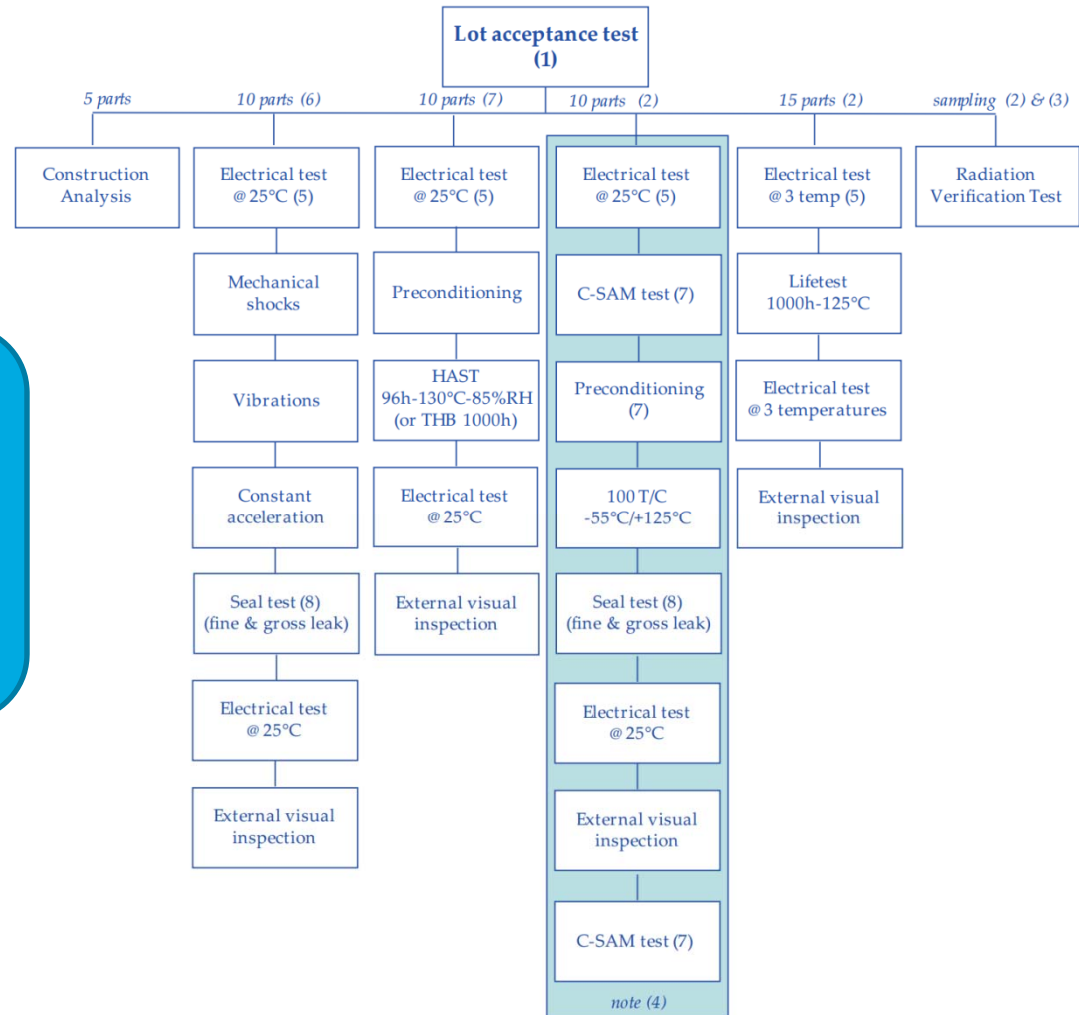 Lot acceptance test
(1)
5 parts
10 parts (6)
10 parts (7)
10 parts (2)
15 parts (2)
sampling (2) & (3)
Construction
Analysis
Electrical test
@ 25°C (5)
Mechanical
shocks
Vibrations
Constant
acceleration
Seal test (8)
(fine & gross leak)
Electrical test
@ 25°C
External visual
inspection
Electrical test
@ 25°C (5)
Preconditioning
HAST
96h-130°C-85%RH
(or THB 1000h)
Electrical test
@ 25°C
External visual
inspection
Electrical test
@ 25°C (5)
C-SAM test (7)
Preconditioning
(7)
100 T/C
-55°C/+125°C
Seal test (8)
(fine & gross leak)
Electrical test
@ 25°C
External visual
inspection
C-SAM test (7)
note (4)
Electrical test
@ 3 temp (5)
Lifetest
1000h-125°C
Electrical test
@ 3 temperatures
External visual
inspection
Radiation
Verification Test